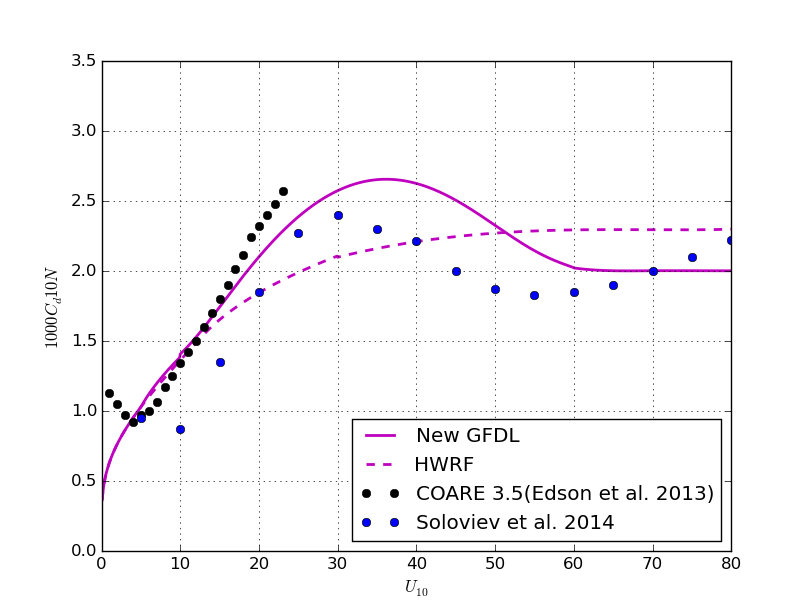 3.5
3.0
2.5
2.0
1.5
1.0
0.5
0.0
1000C_d10N
New GFDL
HWRF
COARE 3.5(Edson et al. 2013)
Soloviev et al. 2014
0 10 20 30 40 50 60 70 80
U_10